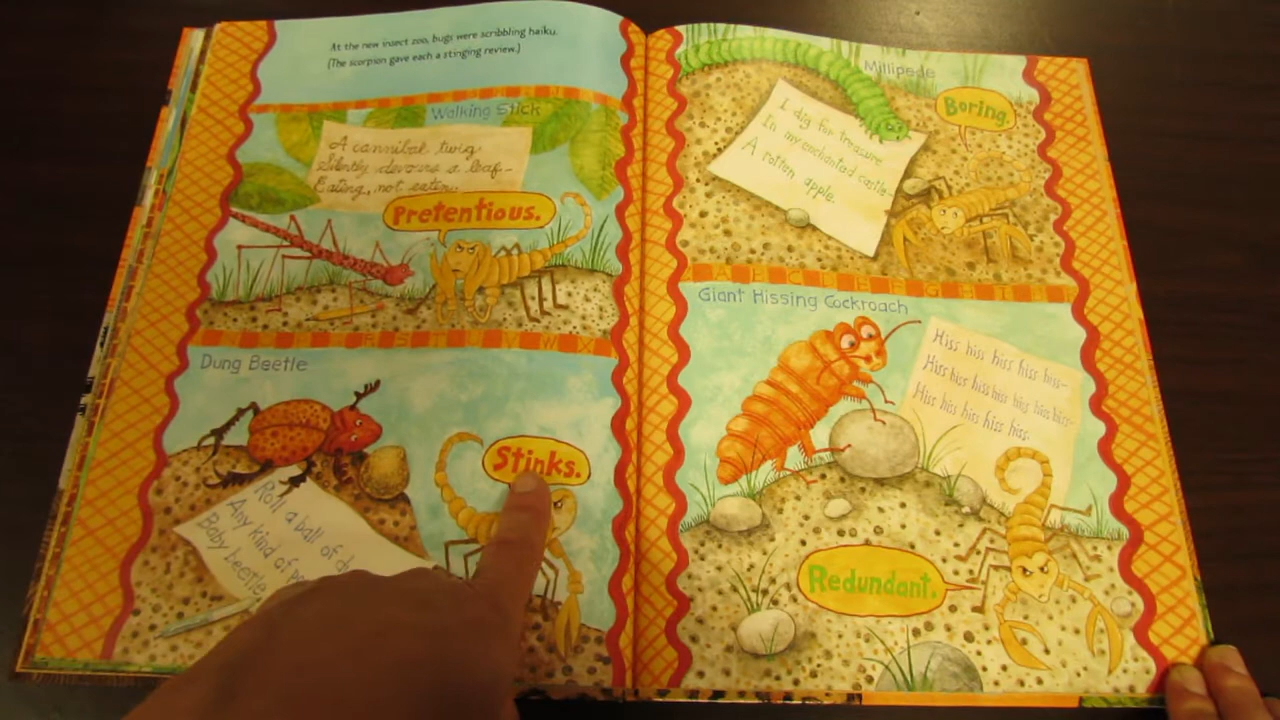 At the new insect zoo, bugs were scribbling haiku.
(The scorpion gave each a stinging review.)
Walking Stick
A cannibal twig
Silently devours a leaf–
Eating, not eaten.
Pretentious.
Dung Beetle
Roll a ball of
Any kind of
Baby beetle
Stinks.
Millipede
I dig for treasure
In my enchanted castle–
A rotten apple.
Boring.
Giant Hissing Cockroach
Hiss hiss hiss hiss hiss–
Hiss hiss hiss hiss hiss hiss hiss–
Hiss hiss hiss hiss hiss.
Redundant.